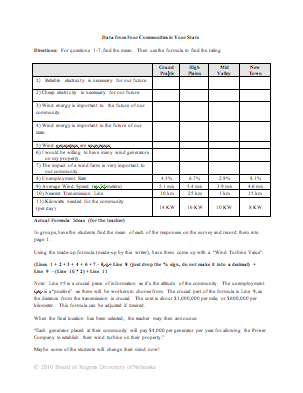 Data from Four Communities in Your State
Directions: For questions 1-7, find the mean. Then use the formula to find the rating.
Grand Prairie
High Plains
Mid Valley
New Town
1) Reliable electricity is necessary for our future.
2) Cheap electricity is necessary for our future.
3) Wind energy is important to the future of our
community.
4) Wind energy is important to the future of our
state.
5) Wind
6) I would be willing to have many wind generators
on my property.
7) The impact of a wind farm is very important to
our community.
8) Unemployment Rate 4.5% 6.7% 2.9% 8.1%
9) Average Wind Speed 5.1 m/s 5.4 m/s 3.9 m/s 4.6 m/s
10) Nearest Transmission Line 10 km 25 km 1 km 15 km
11) Kilowatts needed for the community
(per day) 14 KW 16 KW 10 KW 8 KW
Actual Formula Ideas (for the teacher)
In groups, have the students find the mean of each of the responses on the survey and record them into
page 1.
Using the made-up formula (made-up by this writer), have them come up with a "Wind Turbine Value":
(Lines 1 + 2 + 3 + 4 + 6 + 7 - Line 8 (just drop the % sign, do not make it into a decimal) +
Line 9 - (Line 10 * 2) + Line 11
Note: Line #5 is a crucial piece of information as it's the attitude of the community. The unemployment
is a "positive" as there will be workers to choose from. The crucial part of the formula is Line 9, as
the distance from the transmission is crucial. The cost is about $1,000,000 per mile, or $600,000 per
kilometer. This formula can be adjusted if desired.
When the final location has been selected, the teacher may then announce:
"Each generator placed at their community will pay $4,000 per generator per year for allowing the Power
Company to establish their wind turbine on their property."
Maybe some of the students will change their mind now!
© 2010 Board of Regents University of Nebraska